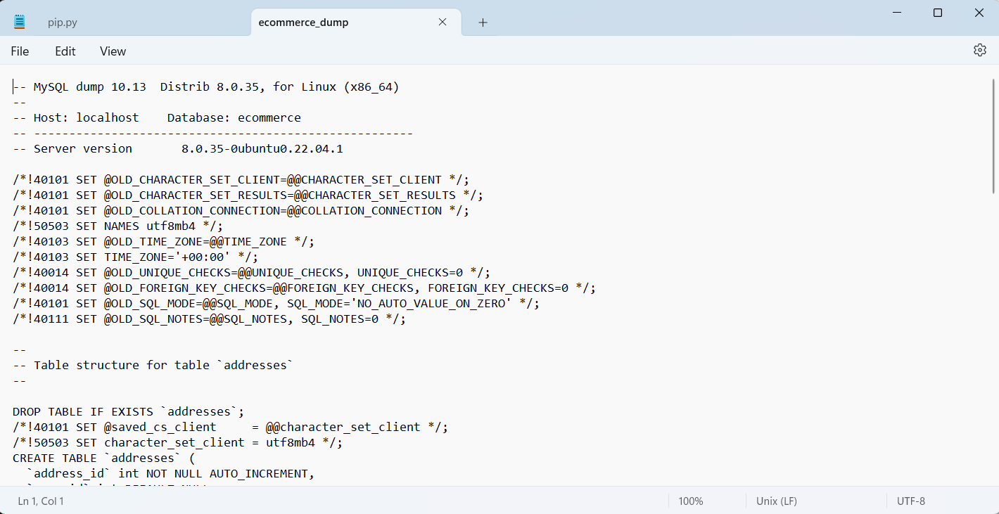 pip.py
ecommerce_dump
File Edit View
-- MySQL dump 10.13  Distrib 8.0.35, for Linux (x86_64)
--
-- Host: localhost    Database: ecommerce
-- ------------------------------------------------------
-- Server version       8.0.35-0ubuntu0.22.04.1

/*!40101 SET @OLD_CHARACTER_SET_CLIENT=@@CHARACTER_SET_CLIENT */;
/*!40101 SET @OLD_CHARACTER_SET_RESULTS=@@CHARACTER_SET_RESULTS */;
/*!40101 SET @OLD_COLLATION_CONNECTION=@@COLLATION_CONNECTION */;
/*!50503 SET NAMES utf8mb4 */;
/*!40103 SET @OLD_TIME_ZONE=@@TIME_ZONE */;
/*!40103 SET TIME_ZONE='+00:00' */;
/*!40014 SET @OLD_UNIQUE_CHECKS=@@UNIQUE_CHECKS, UNIQUE_CHECKS=0 */;
/*!40014 SET @OLD_FOREIGN_KEY_CHECKS=@@FOREIGN_KEY_CHECKS, FOREIGN_KEY_CHECKS=0 */;
/*!40101 SET @OLD_SQL_MODE=@@SQL_MODE, SQL_MODE='NO_AUTO_VALUE_ON_ZERO' */;
/*!40111 SET @OLD_SQL_NOTES=@@SQL_NOTES, SQL_NOTES=0 */;

--
-- Table structure for table `addresses`
--

DROP TABLE IF EXISTS `addresses`;
/*!40101 SET @saved_cs_client     = @@character_set_client */;
/*!50503 SET character_set_client = utf8mb4 */;
CREATE TABLE `addresses` (
  `address_id` int NOT NULL AUTO_INCREMENT,
Ln 1, Col 1
100%
Unix (LF)
UTF-8